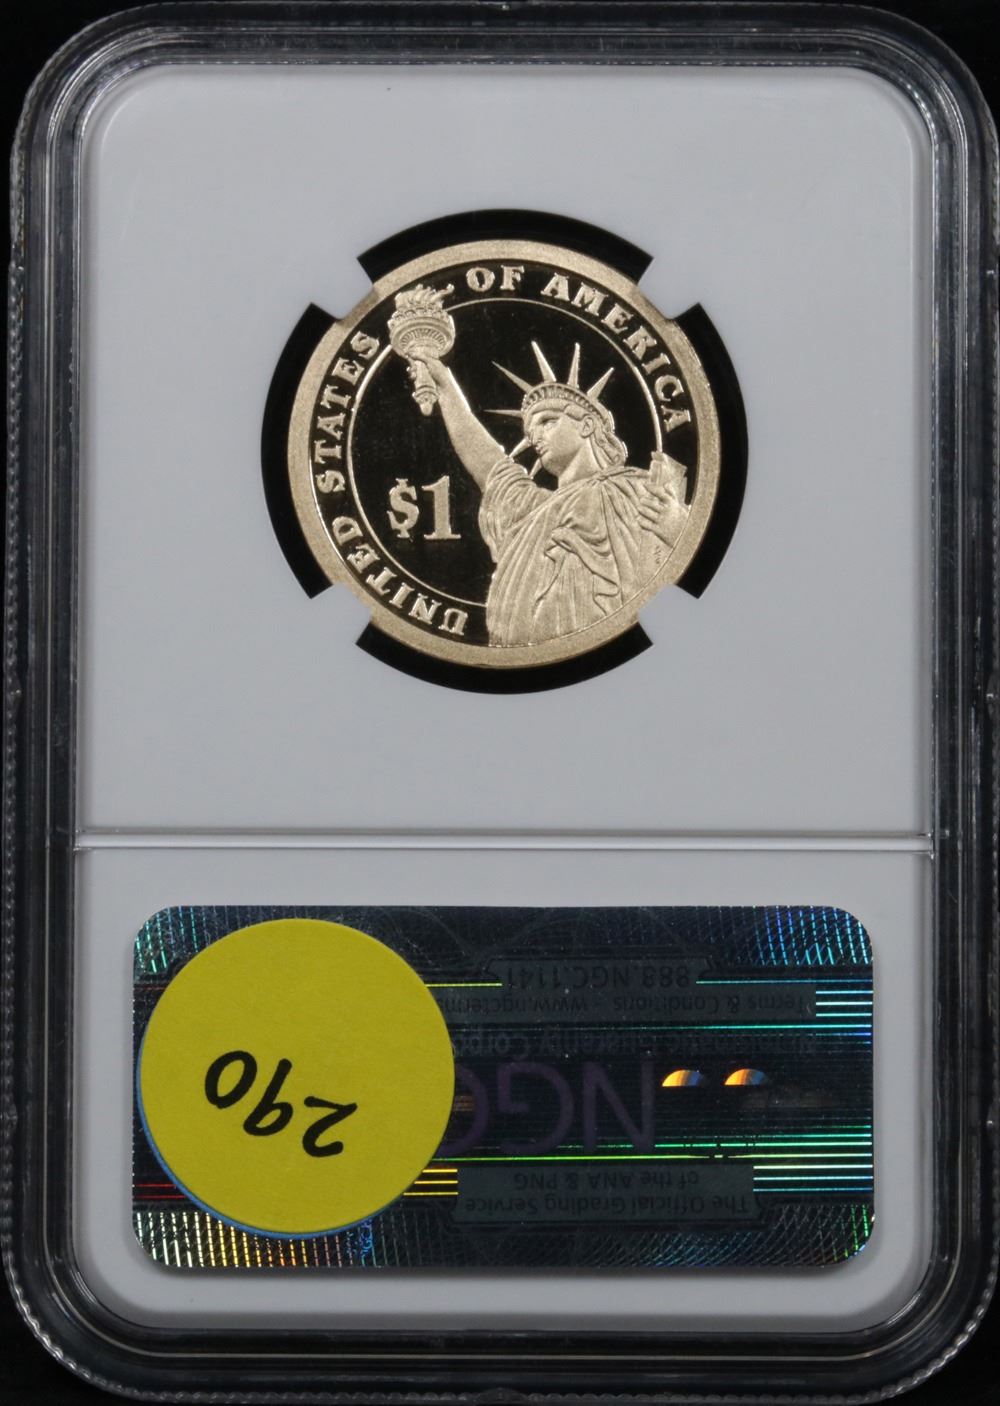 UNITED STATES OF AMERICA
$1
The Official Grading Service
of the ANA & PNG
290
NGC
Terms & Conditions - www.ngcterms
888.NGC.1141